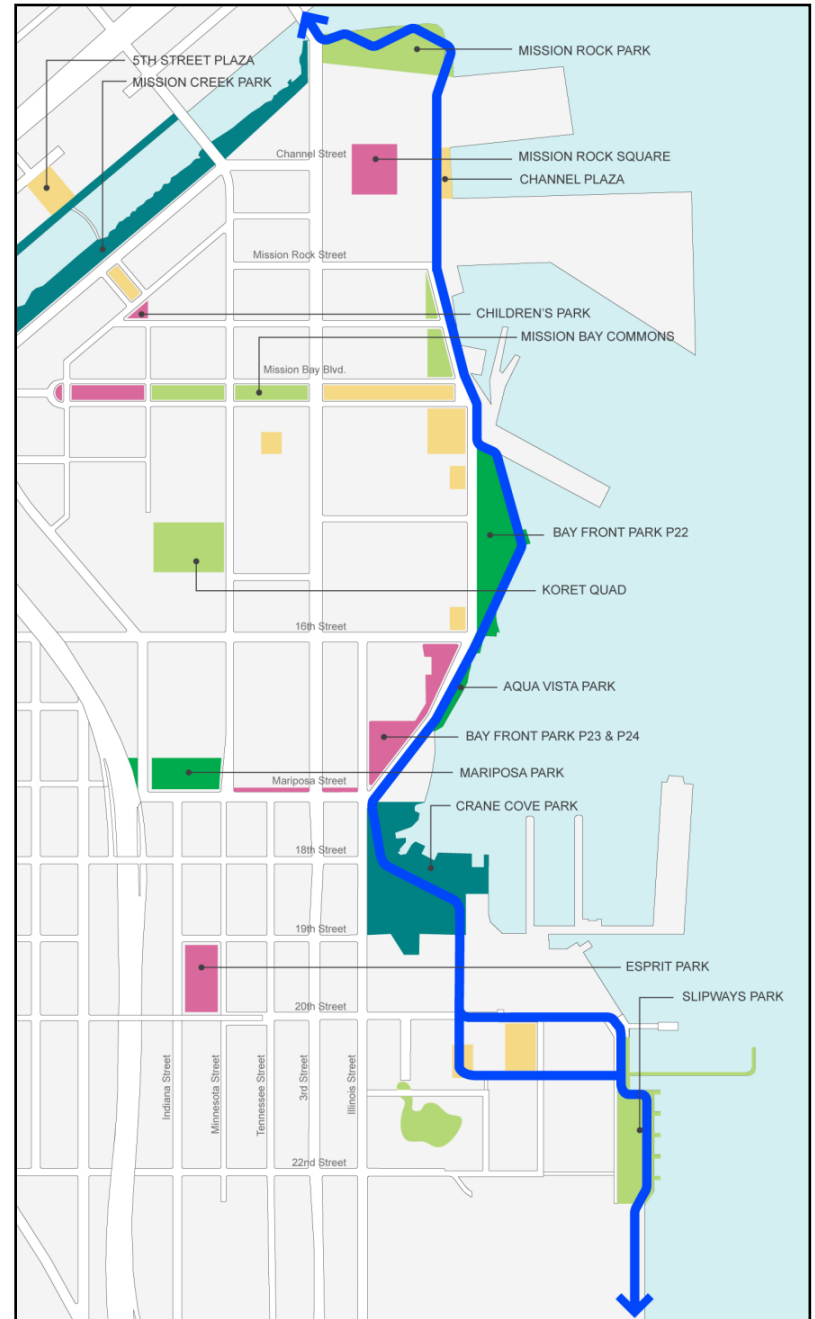 MISSION ROCK PARK
5TH STREET PLAZA
MISSION CREEK PARK
Channel Street
MISSION ROCK SQUARE
CHANNEL PLAZA
Mission Rock Street
CHILDREN'S PARK
MISSION BAY COMMONS
Mission Bay Blvd.
BAY FRONT PARK P22
KORET QUAD
16th Street
AQUA VISTA PARK
BAY FRONT PARK P23 & P24
MARIPOSA PARK
Mariposa Street
CRANE COVE PARK
18th Street
19th Street
ESPRIT PARK
SLIPWAYS PARK
20th Street
Indiana Street
Minnesota Street
Tennessee Street
3rd Street
Illinois Street
22nd Street